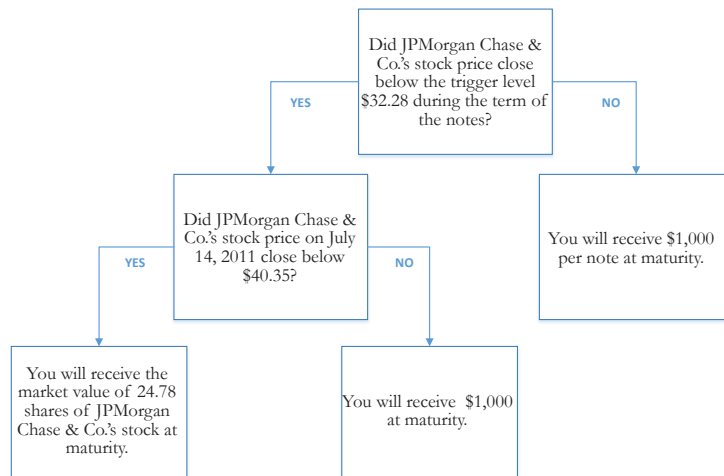 Did JPMorgan Chase &
Co.'s stock price close
below the trigger level
$32.28 during the term of
the notes?
YES
NO
Did JPMorgan Chase &
Co.'s stock price on July
14, 2011 close below
$40.35?
You will receive $1,000
per note at maturity.
YES
NO
You will receive the
market value of 24.78
shares of JPMorgan
Chase & Co.'s stock at
maturity.
You will receive  $1,000
at maturity.